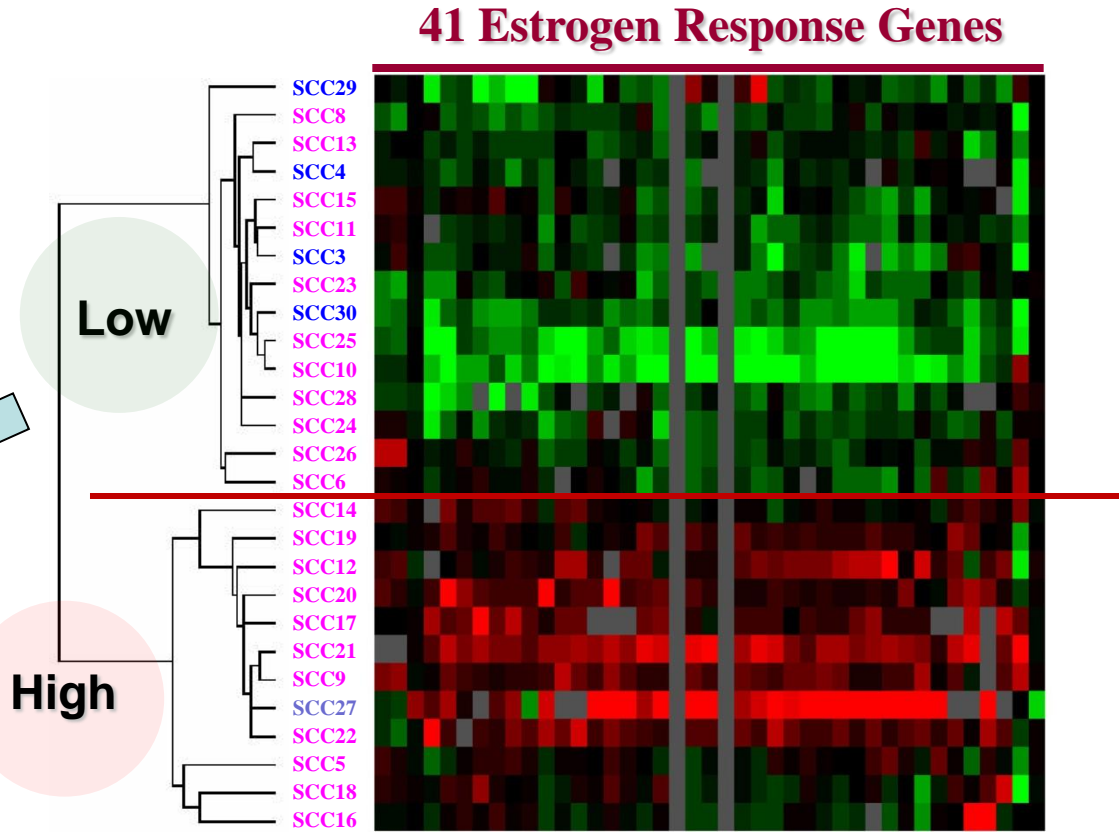 41 Estrogen Response Genes
SCC29
SCC8
SCC13
SCC4
SCC15
SCC11
SCC3
SCC23
SCC30
SCC25
SCC10
SCC28
SCC24
SCC26
SCC6
Low
SCC14
SCC19
SCC12
SCC20
SCC17
SCC21
SCC9
SCC27
SCC22
SCC5
SCC18
SCC16
High